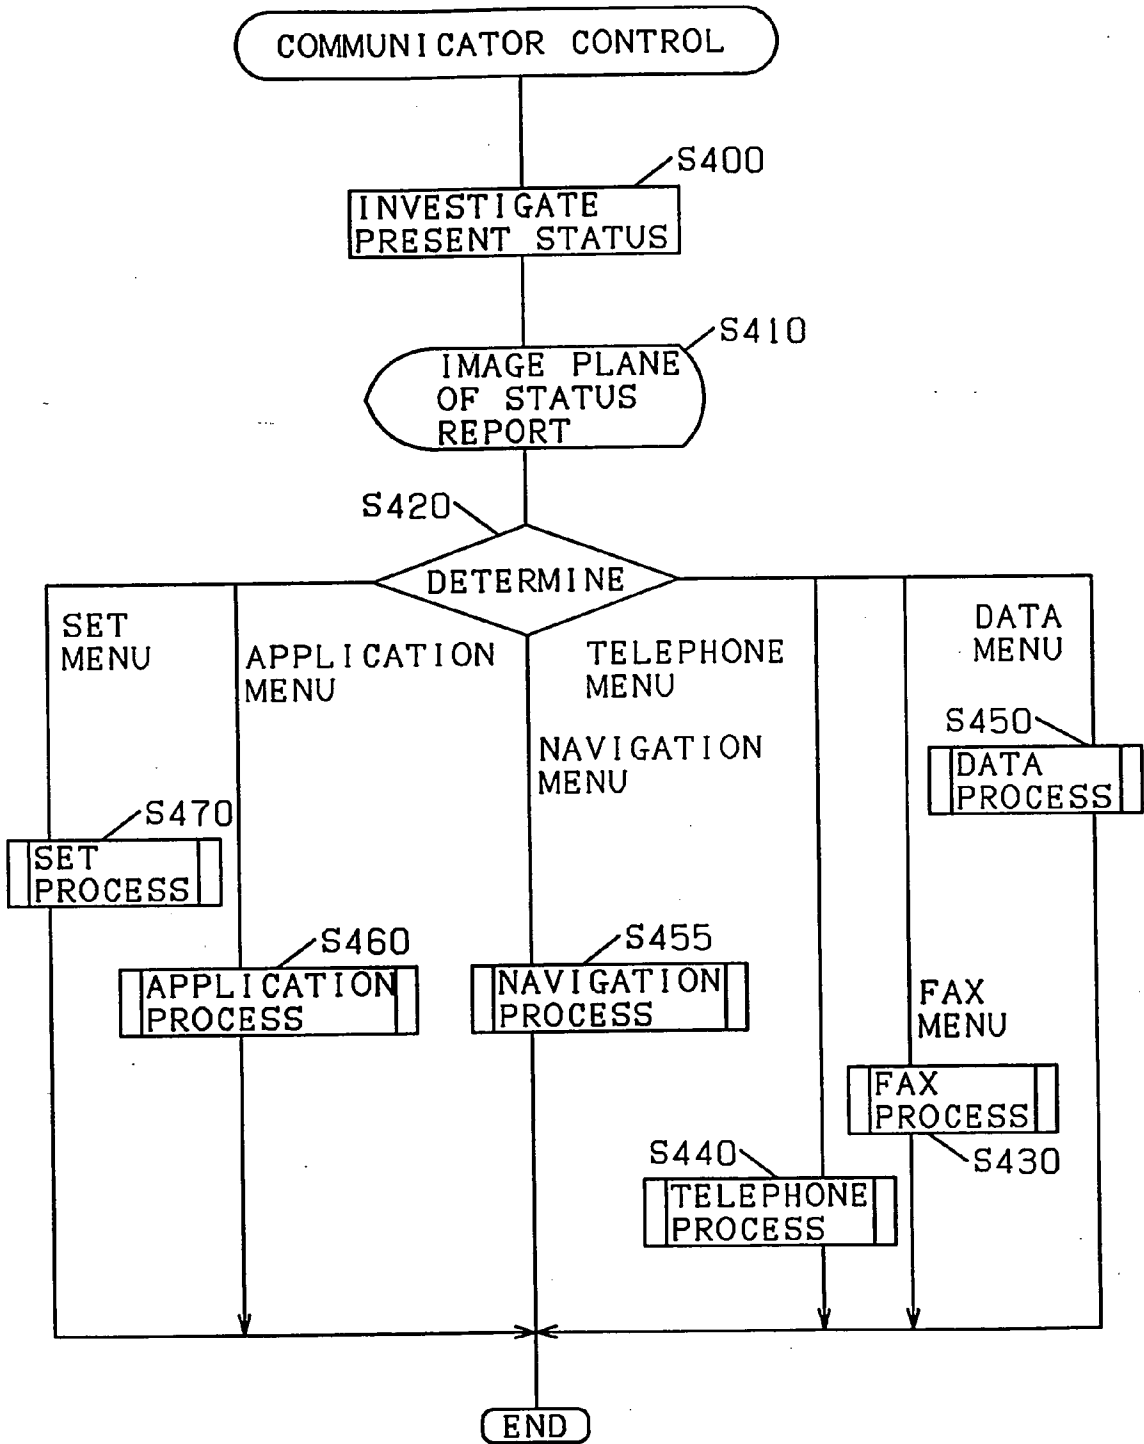 COMMUNICATOR CONTROL
S400
INVESTIGATE
PRESENT STATUS
S410
IMAGE PLANE
OF STATUS
REPORT
S420
DETERMINE
SET
MENU
APPLICATION
MENU
TELEPHONE
MENU
DATA
MENU
NAVIGATION
MENU
S450
DATA
PROCESS
S470
SET
PROCESS
S460
APPLICATION
PROCESS
S455
NAVIGATION
PROCESS
FAX
MENU
FAX
PROCESS
S430
S440
TELEPHONE
PROCESS
END